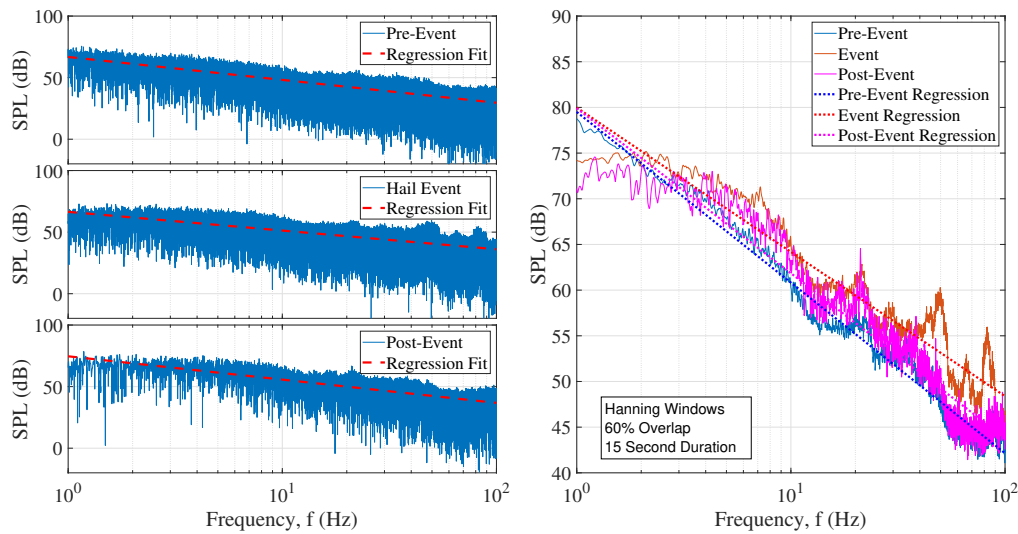 100
50
0
SPL (dB)
Pre-Event
Regression Fit
100
50
0
SPL (dB)
Hail Event
Regression Fit
100
50
0
SPL (dB)
Post-Event
Regression Fit
10^0
10^1
10^2
Frequency, f (Hz)
90
85
80
75
70
65
60
55
50
45
40
SPL (dB)
Pre-Event
Event
Post-Event
Pre-Event Regression
Event Regression
Post-Event Regression
Hanning Windows
60% Overlap
15 Second Duration
10^0
10^1
10^2
Frequency, f (Hz)